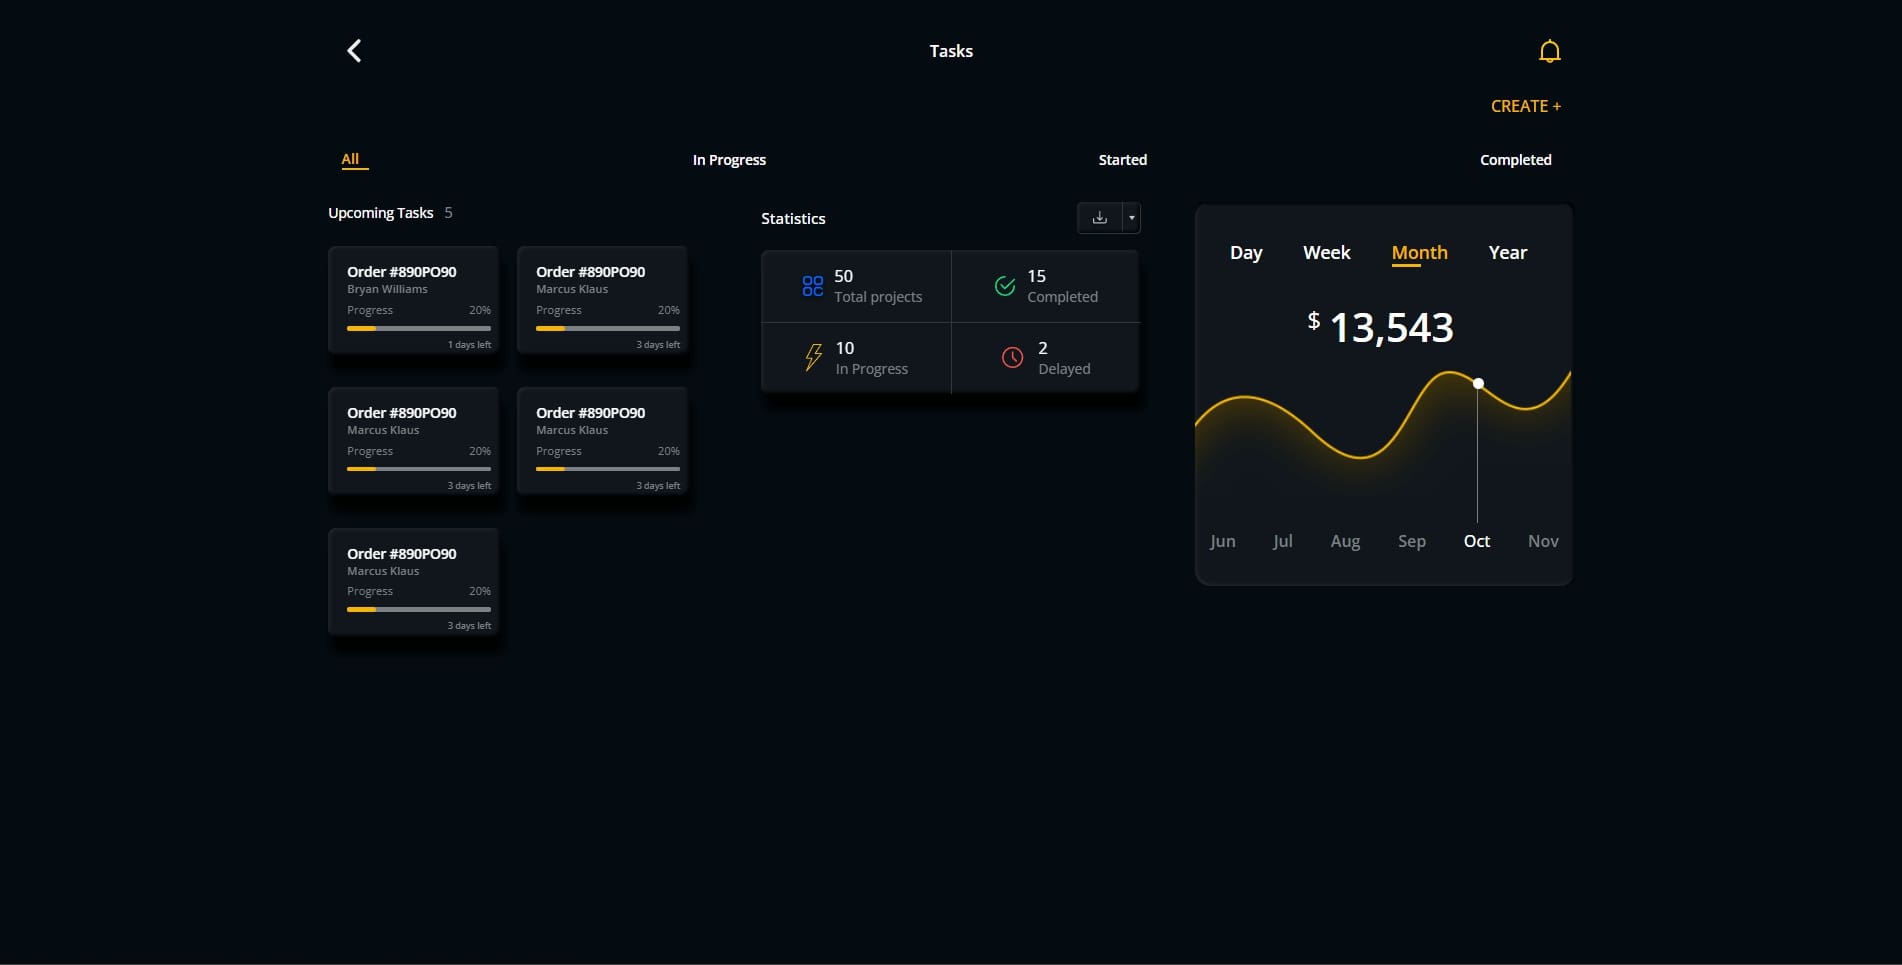 Tasks
CREATE +
All
In Progress
Started
Completed
Upcoming Tasks 5
Order #890PO90
Bryan Williams
Progress 20%
1 days left
Order #890PO90
Marcus Klaus
Progress 20%
3 days left
Order #890PO90
Marcus Klaus
Progress 20%
3 days left
Order #890PO90
Marcus Klaus
Progress 20%
3 days left
Order #890PO90
Marcus Klaus
Progress 20%
3 days left
Statistics
50
Total projects
15
Completed
10
In Progress
2
Delayed
Day Week Month Year
$ 13,543
Jun Jul Aug Sep Oct Nov